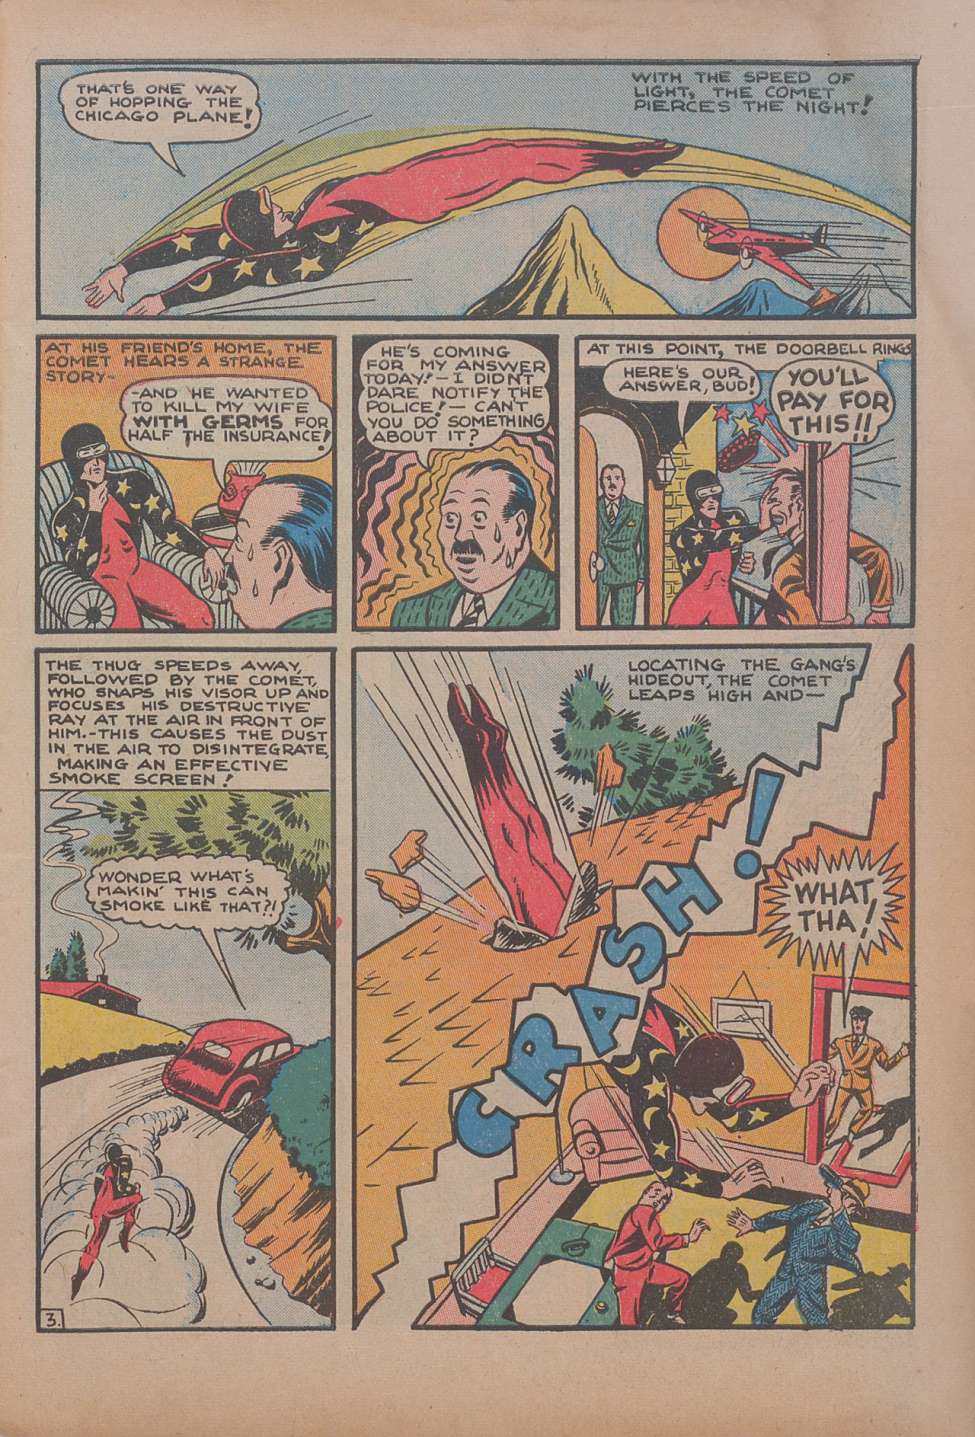 THAT'S ONE WAY
OF HOPPING THE
CHICAGO PLANE!
WITH THE SPEED OF
LIGHT, THE COMET
PIERCES THE NIGHT!
AT HIS FRIEND'S HOME, THE
COMET HEARS A STRANGE
STORY-
-AND HE WANTED
TO KILL MY WIFE
WITH GERMS FOR
HALF THE INSURANCE!
HE'S COMING
FOR MY ANSWER
TODAY!-I DIDN'T
DARE NOTIFY THE
POLICE!-CAN'T
YOU DO SOMETHING
ABOUT IT?
AT THIS POINT, THE DOORBELL RINGS
HERE'S OUR
ANSWER, BUD!
YOU'LL
PAY FOR
THIS!!
THE THUG SPEEDS AWAY,
FOLLOWED BY THE COMET,
WHO SNAPS HIS VISOR UP AND
FOCUSES HIS DESTRUCTIVE
RAY AT THE AIR IN FRONT OF
HIM.-THIS CAUSES THE DUST
IN THE AIR TO DISINTEGRATE,
MAKING AN EFFECTIVE
SMOKE SCREEN!
WONDER WHAT'S
MAKIN' THIS CAN
SMOKE LIKE THAT?!
3.
LOCATING THE GANG'S
HIDEOUT, THE COMET
LEAPS HIGH AND-
CRASH!
WHAT
THA!